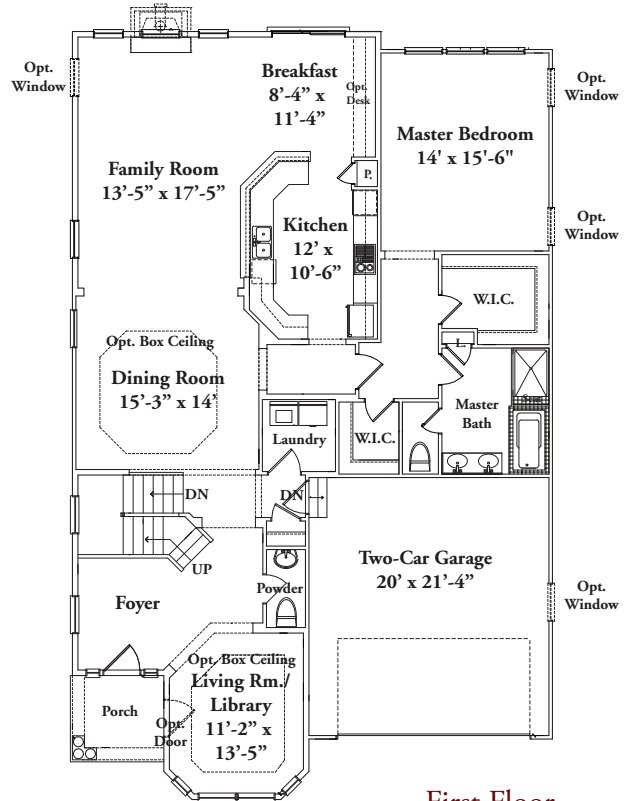 Opt.
Window
Breakfast
8’-4” x
11’-4”
Opt.
Desk
Opt.
Window
Master Bedroom
14' x 15'-6"
Family Room
13’-5” x 17’-5”
P.
Kitchen
12’ x
10’-6”
Opt.
Window
W.I.C.
Opt. Box Ceiling
L.
Dining Room
15’-3” x 14’
Seat
Master
Bath
Laundry
W.I.C.
DN
DN
UP
Two-Car Garage
20’ x 21’-4”
Opt.
Window
Foyer
Powder
Opt. Box Ceiling
Living Rm./
Library
11’-2” x
13’-5”
Porch
Opt.
Door
First Floor